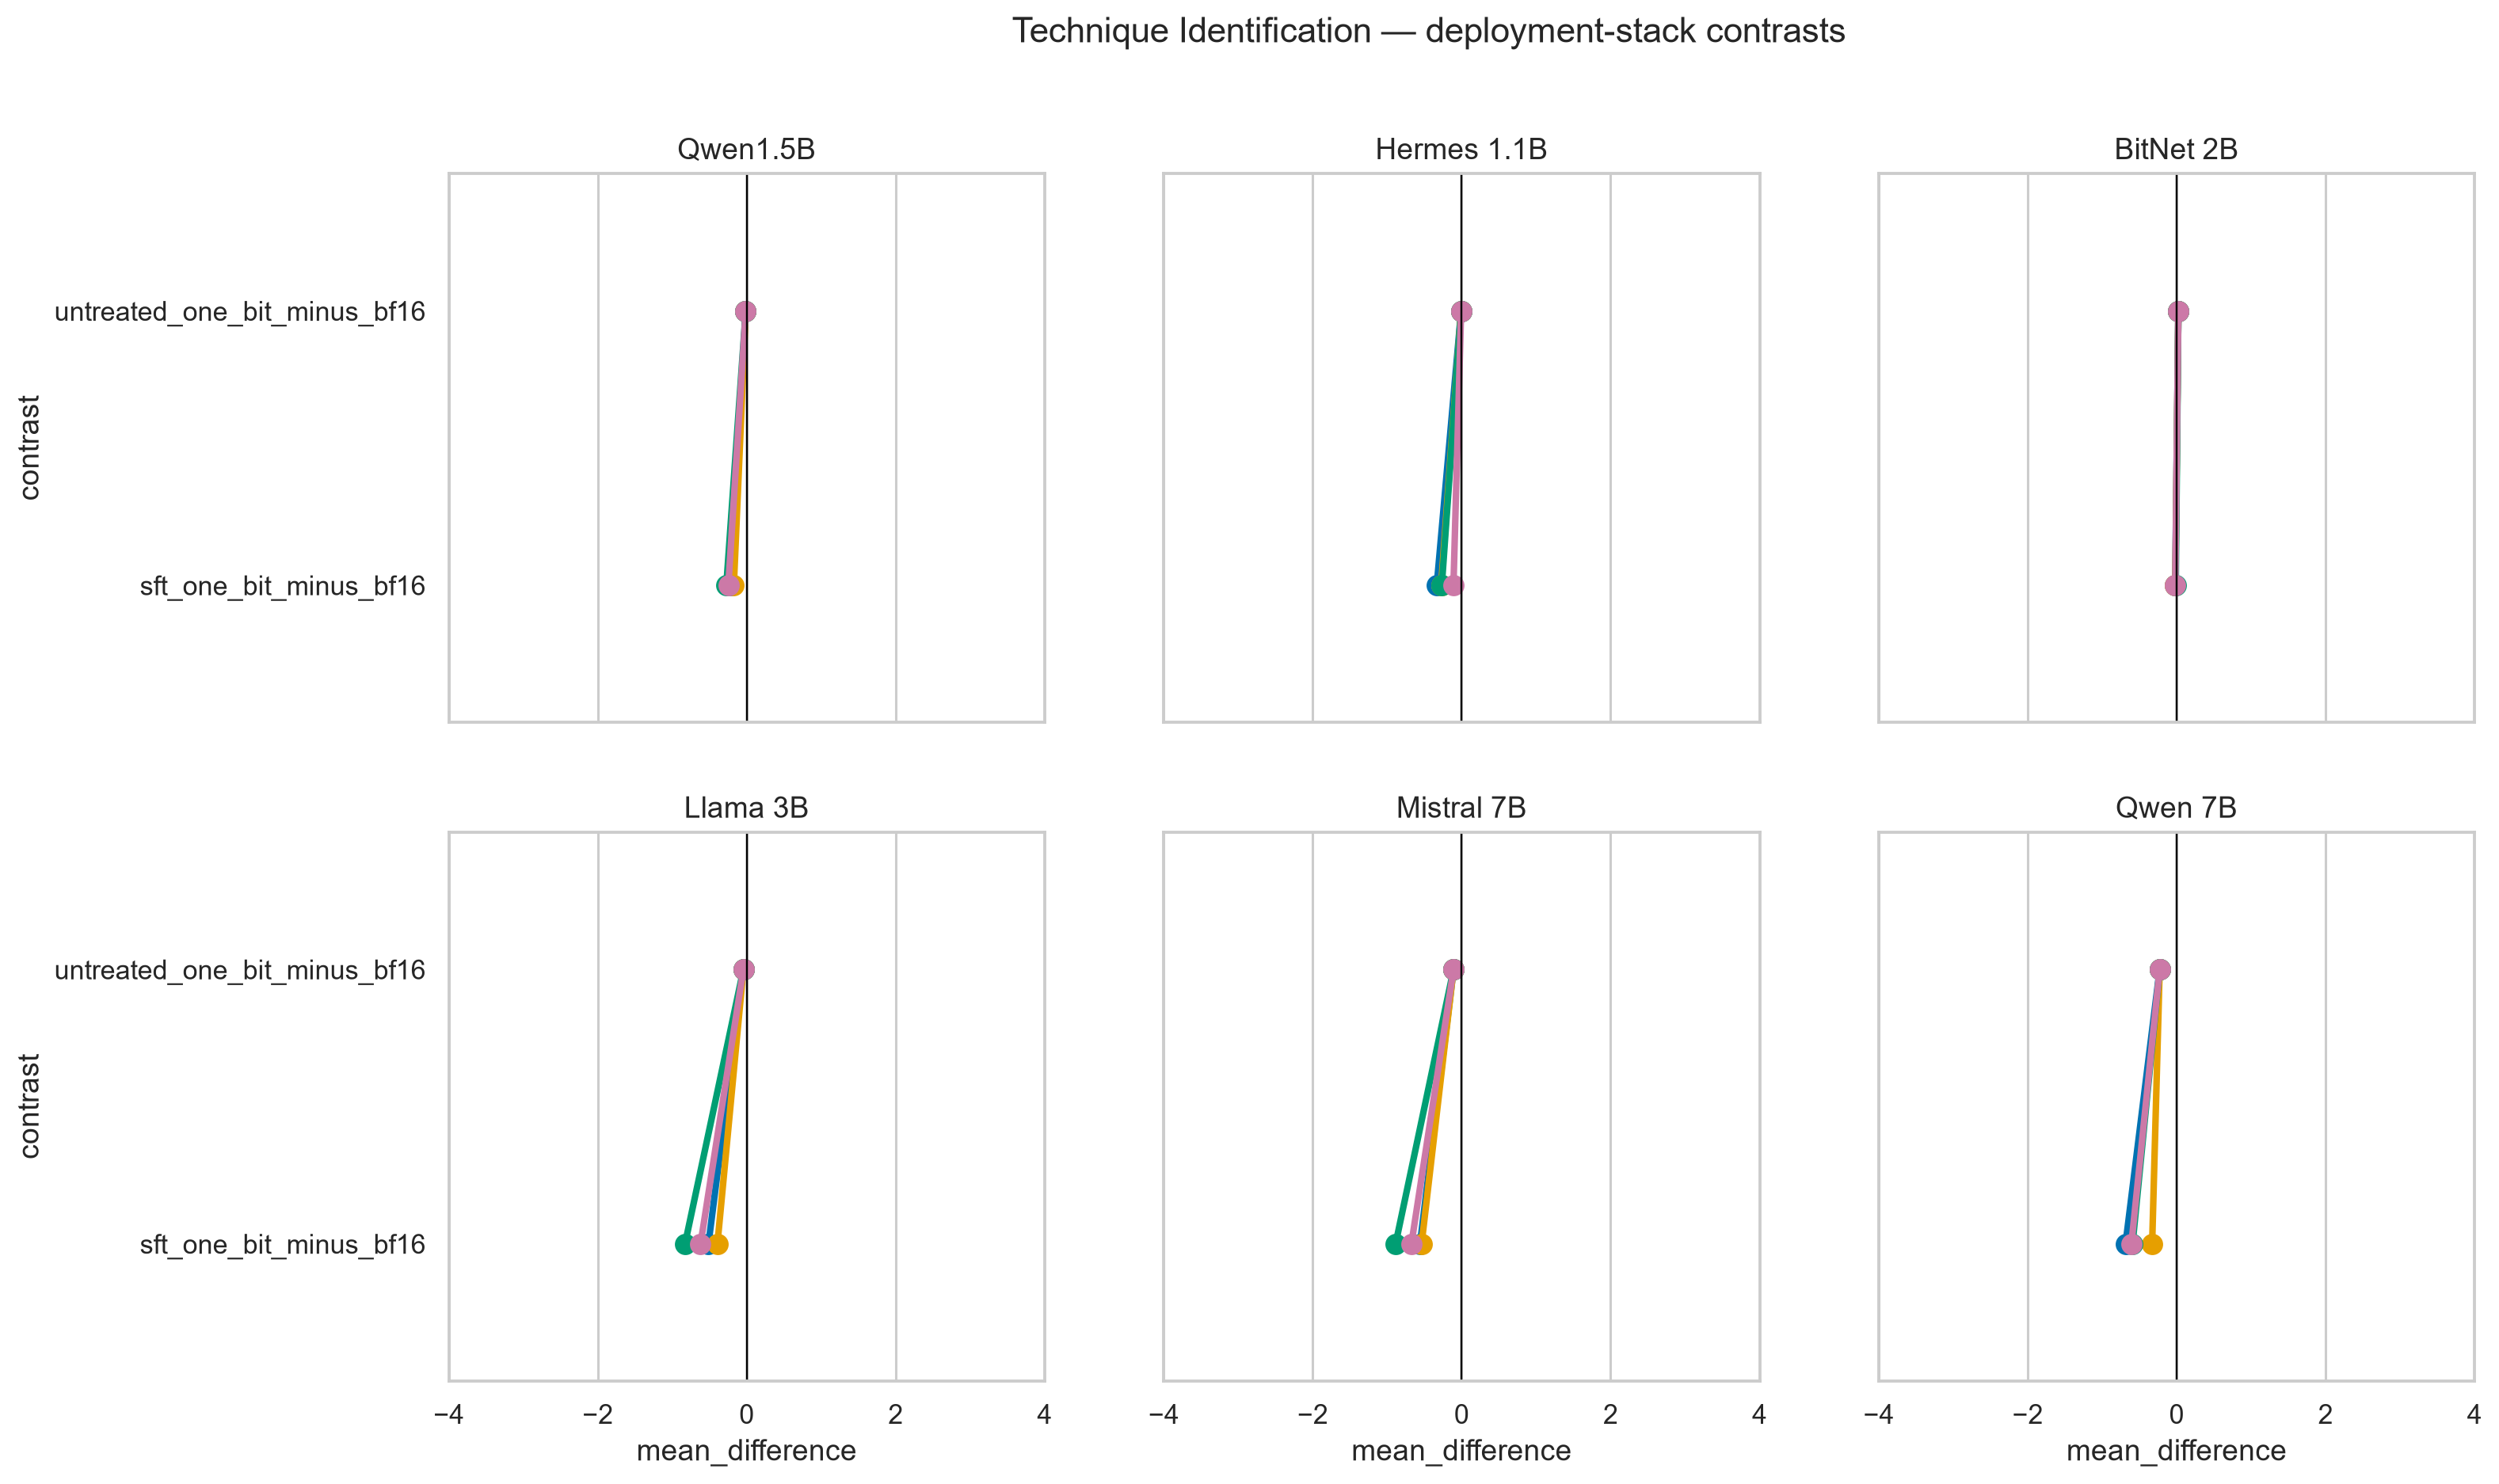 Technique Identification — deployment-stack contrasts
Qwen1.5B
Hermes 1.1B
BitNet 2B
contrast
untreated_one_bit_minus_bf16
sft_one_bit_minus_bf16
Llama 3B
Mistral 7B
Qwen 7B
contrast
untreated_one_bit_minus_bf16
sft_one_bit_minus_bf16
−4 −2 0 2 4
−4 −2 0 2 4
−4 −2 0 2 4
mean_difference
mean_difference
mean_difference